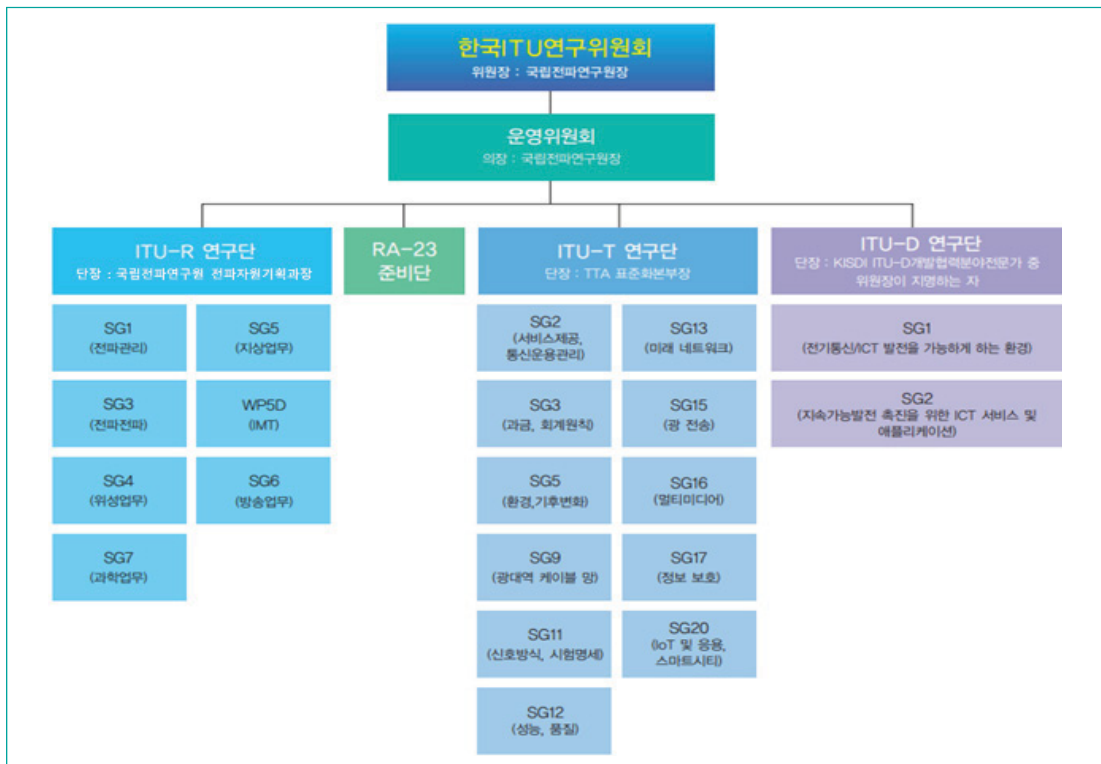 한국ITU연구위원회
위원장 : 국립전파연구원장
운영위원회
의장 : 국립전파연구원장
ITU-R 연구단
단장 : 국립전파연구원 전파자원기획과장
SG1
(전파관리)
SG5
(지상업무)
SG3
(전파전파)
WP5D
(IMT)
SG4
(위성업무)
SG6
(방송업무)
SG7
(과학업무)
RA-23
준비단
ITU-T 연구단
단장 : TTA 표준화본부장
SG2
(서비스제공,
통신운용관리)
SG13
(미래 네트워크)
SG3
(과금, 회계원칙)
SG15
(광 전송)
SG5
(환경,기후변화)
SG16
(멀티미디어)
SG9
(광대역 케이블 망)
SG17
(정보 보호)
SG11
(신호방식, 시험명세)
SG20
(IoT 및 응용,
스마트시티)
SG12
(성능, 품질)
ITU-D 연구단
단장 : KISDI ITU-D개발협력분야전문가 중
위원장이 지명하는 자
SG1
(전기통신/ICT 발전을 가능하게 하는 환경)
SG2
(지속가능발전 촉진을 위한 ICT 서비스 및
애플리케이션)